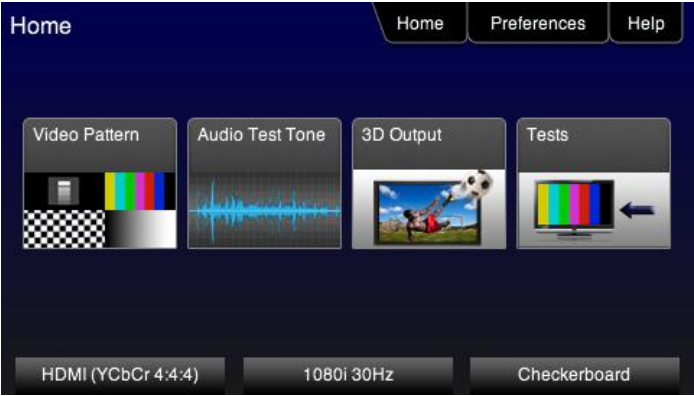 Home
Home
Preferences
Help
Video Pattern
Audio Test Tone
3D Output
Tests
HDMI (YCbCr 4:4:4)
1080i 30Hz
Checkerboard